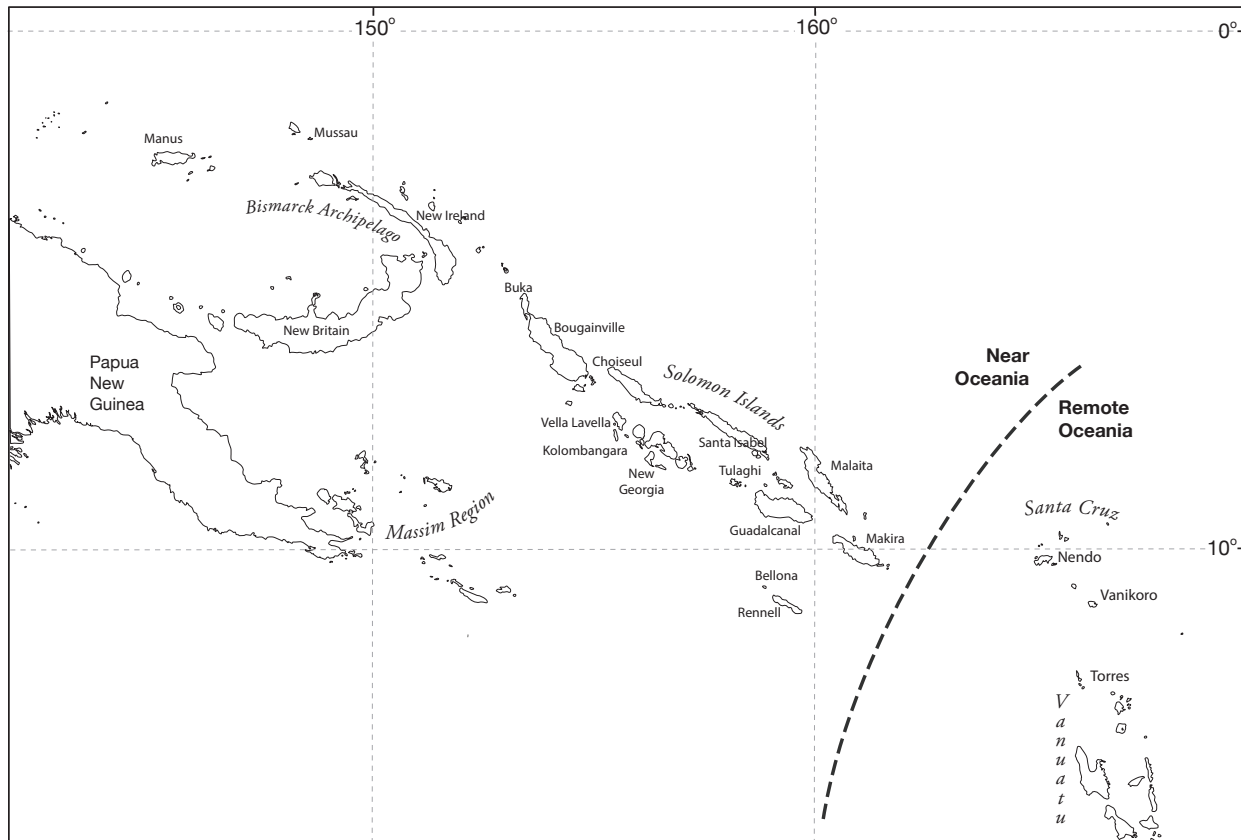 150°
160°
0°
Manus
Mussau
Bismarck Archipelago
New Ireland
Buka
New Britain
Bougainville
Papua
New
Guinea
Choiseul
Solomon Islands
Near
Oceania
Remote
Oceania
Vella Lavella
Kolombangara
Santa Isabel
New
Georgia
Tulaghi
Malaita
Massim Region
Guadalcanal
Makira
Santa Cruz
10°
Nendo
Bellona
Rennell
Vanikoro
Torres
Vanuatu